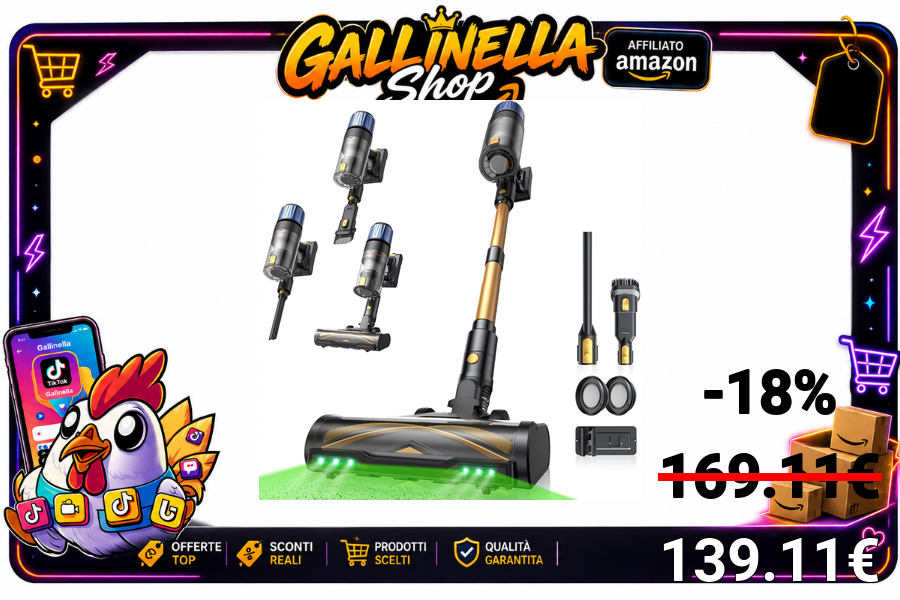 GALLINELLA
Shop
AFFILIATO
amazon
Gallinella
TikTok
Gallinella
-18%
169.11€
139.11€
OFFERTE
TOP
SCONTI
REALI
PRODOTTI
SCELTI
QUALITÀ
GARANTITA